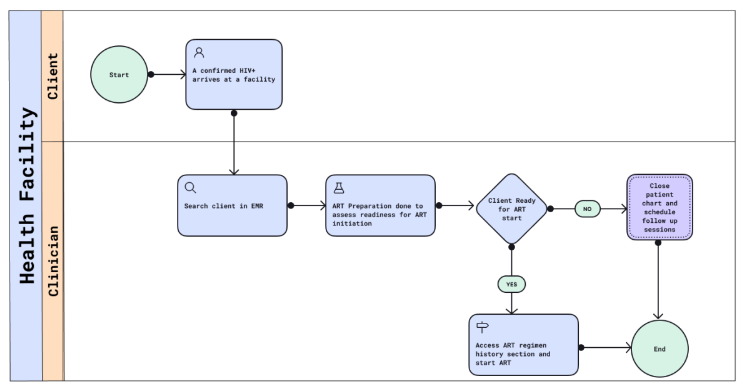 Health Facility
Client
Start
A confirmed HIV+
arrives at a facility
Clinician
Search client in EMR
ART Preparation done to
assess readiness for ART
initiation
Client Ready
for ART
start
NO
Close
patient
chart and
schedule
follow up
sessions
YES
Access ART regimen
history section and
start ART
End